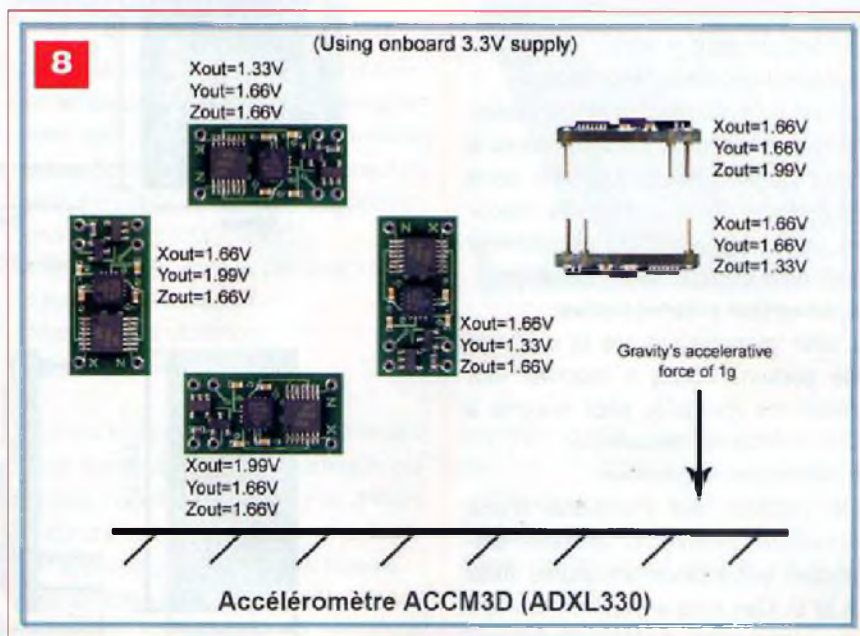 8
(Using onboard 3.3V supply)
Xout=1.33V
Yout=1.66V
Zout=1.66V
Xout=1.66V
Yout=1.66V
Zout=1.99V
Xout=1.66V
Yout=1.66V
Zout=1.33V
Xout=1.66V
Yout=1.99V
Zout=1.66V
Xout=1.66V
Yout=1.33V
Zout=1.66V
Gravity's accelerative
force of 1g
Xout=1.99V
Yout=1.66V
Zout=1.66V
X
N
X N
N X
N
X
Accéléromètre ACCM3D (ADXL330)